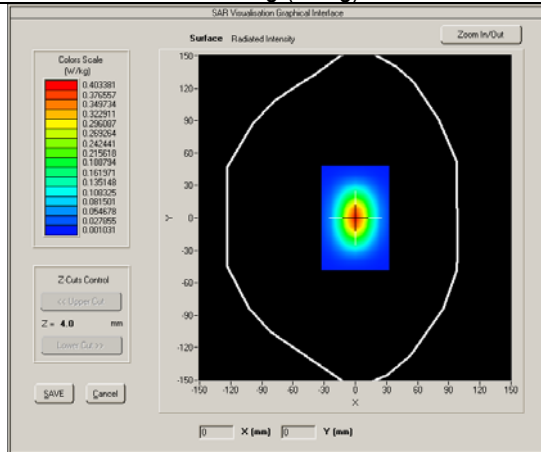 SAR Visualisation Graphical Interface
Surface Radiated Intensity
Zoom In/Out
Colors Scale
(W/kg)
0.403381
0.376557
0.349734
0.322911
0.296087
0.269264
0.242441
0.215618
0.188794
0.161971
0.135148
0.108325
0.081501
0.054678
0.027855
0.001031
Z-Cuts Control
<< Upper Cut
Z = 4.0 mm
Lower Cut >>
SAVE Cancel
150
120
90
60
30
0
-30
-60
-90
-120
-150
Y
-150 -120 -90 -60 -30 0 30 60 90 120 150
X
0 X (mm) 0 Y (mm)